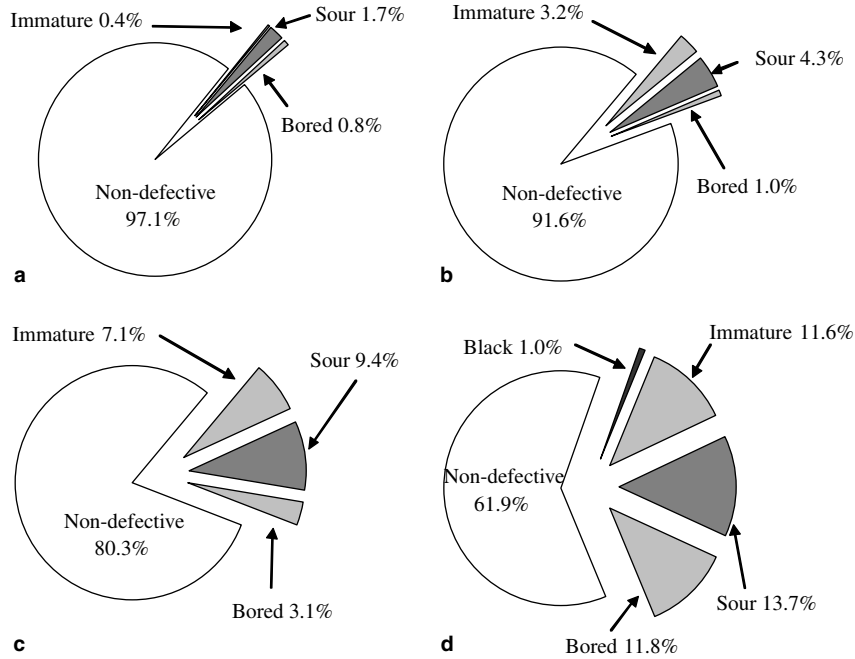 Immature 0.4%
Sour 1.7%
Bored 0.8%
Non-defective
97.1%
a
Immature 3.2%
Sour 4.3%
Bored 1.0%
Non-defective
91.6%
b
Immature 7.1%
Sour 9.4%
Non-defective
80.3%
Bored 3.1%
c
Black 1.0%
Immature 11.6%
Non-defective
61.9%
Sour 13.7%
Bored 11.8%
d